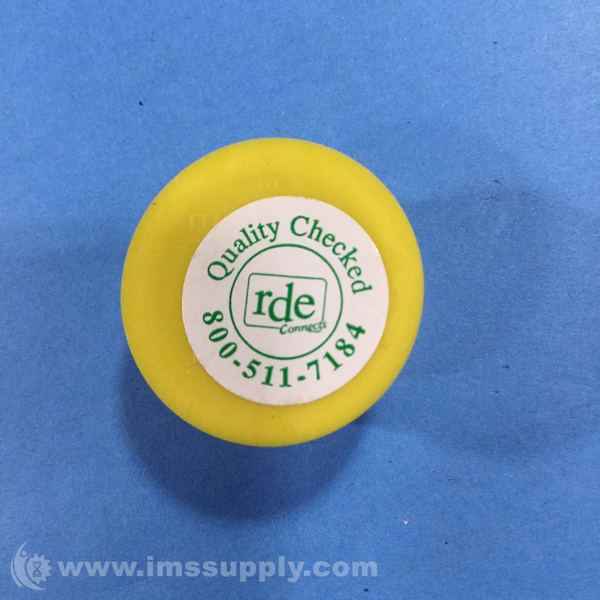 Quality Checked
rde
Connects
800-511-7184
www.imssupply.com